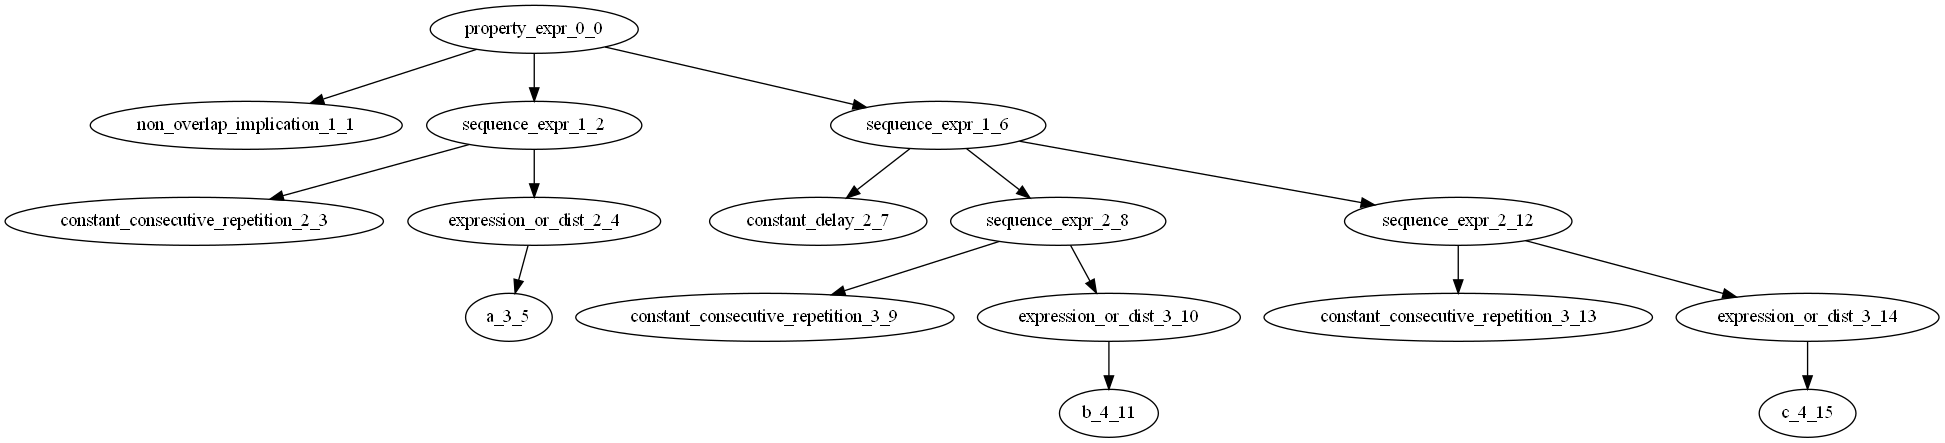 property_expr_0_0
non_overlap_implication_1_1
sequence_expr_1_2
sequence_expr_1_6
constant_consecutive_repetition_2_3
expression_or_dist_2_4
constant_delay_2_7
sequence_expr_2_8
sequence_expr_2_12
a_3_5
constant_consecutive_repetition_3_9
expression_or_dist_3_10
constant_consecutive_repetition_3_13
expression_or_dist_3_14
b_4_11
c_4_15